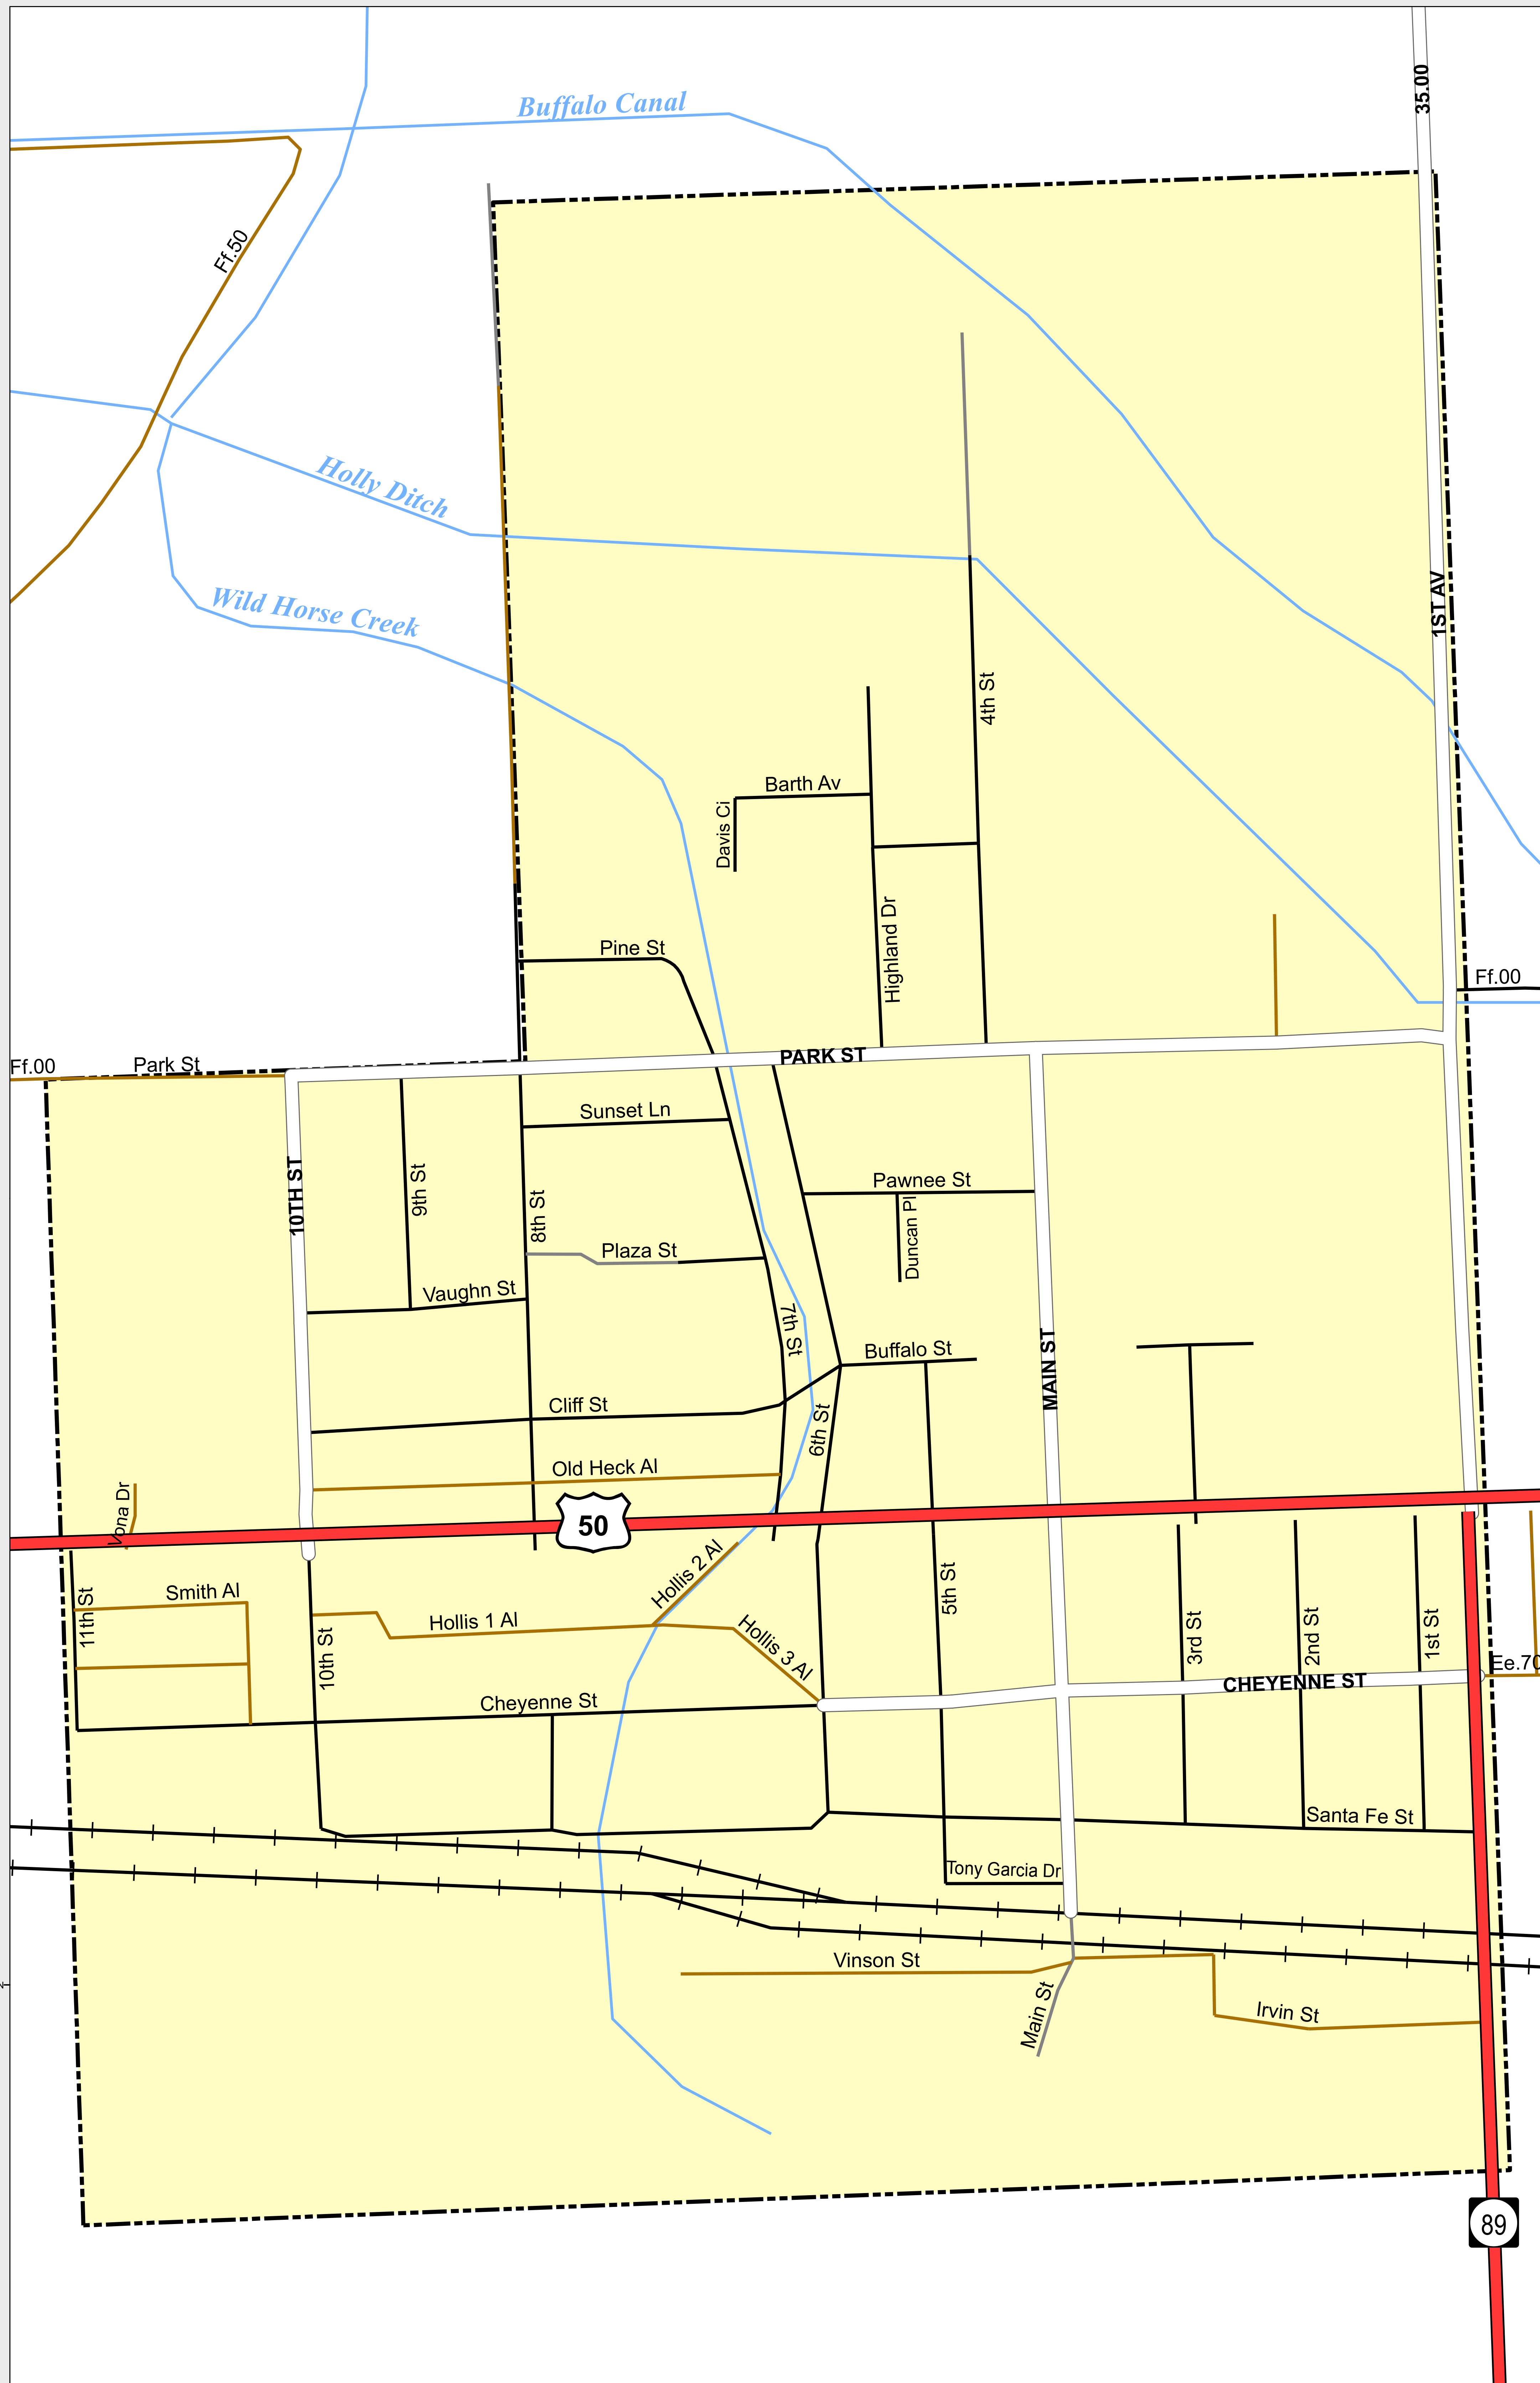 35.00
Buffalo Canal
Ff.50
Holly Ditch
Wild Horse Creek
1ST AV
4th St
Barth Av
Davis Ci
Highland Dr
Pine St
Ff.00
Ff.00
Park St
PARK ST
Sunset Ln
10TH ST
9th St
8th St
Pawnee St
Duncan Pl
Plaza St
Vaughn St
7th St
Buffalo St
MAIN ST
Cliff St
6th St
Old Heck Al
Vona Dr
50
Hollis 2 Al
5th St
Smith Al
11th St
Hollis 1 Al
10th St
Hollis 3 Al
3rd St
2nd St
1st St
Ee.70
CHEYENNE ST
Cheyenne St
Santa Fe St
Tony Garcia Dr
Vinson St
Main St
Irvin St
89